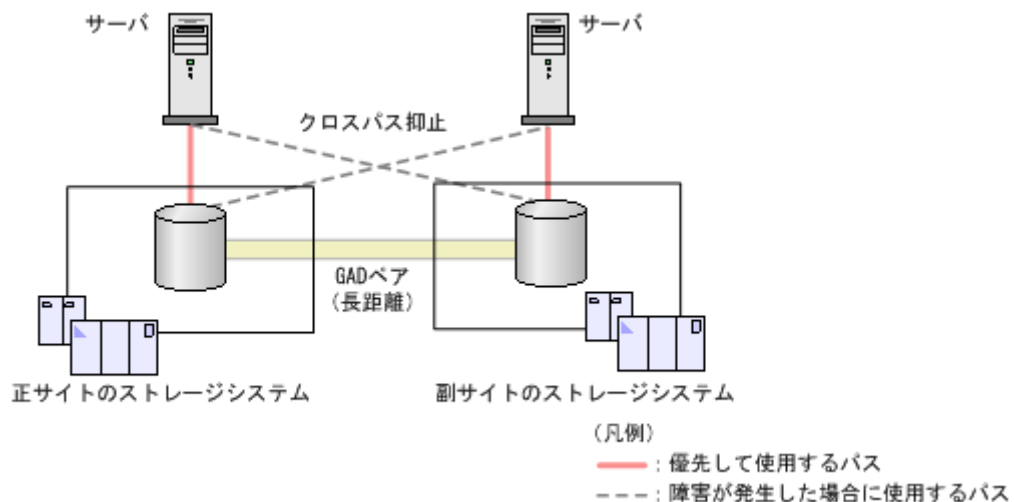 サーバ
サーバ
クロスパス抑止
GADペア
(長距離)
正サイトのストレージシステム
副サイトのストレージシステム
(凡例)
:優先して使用するパス
:障害が発生した場合に使用するパス